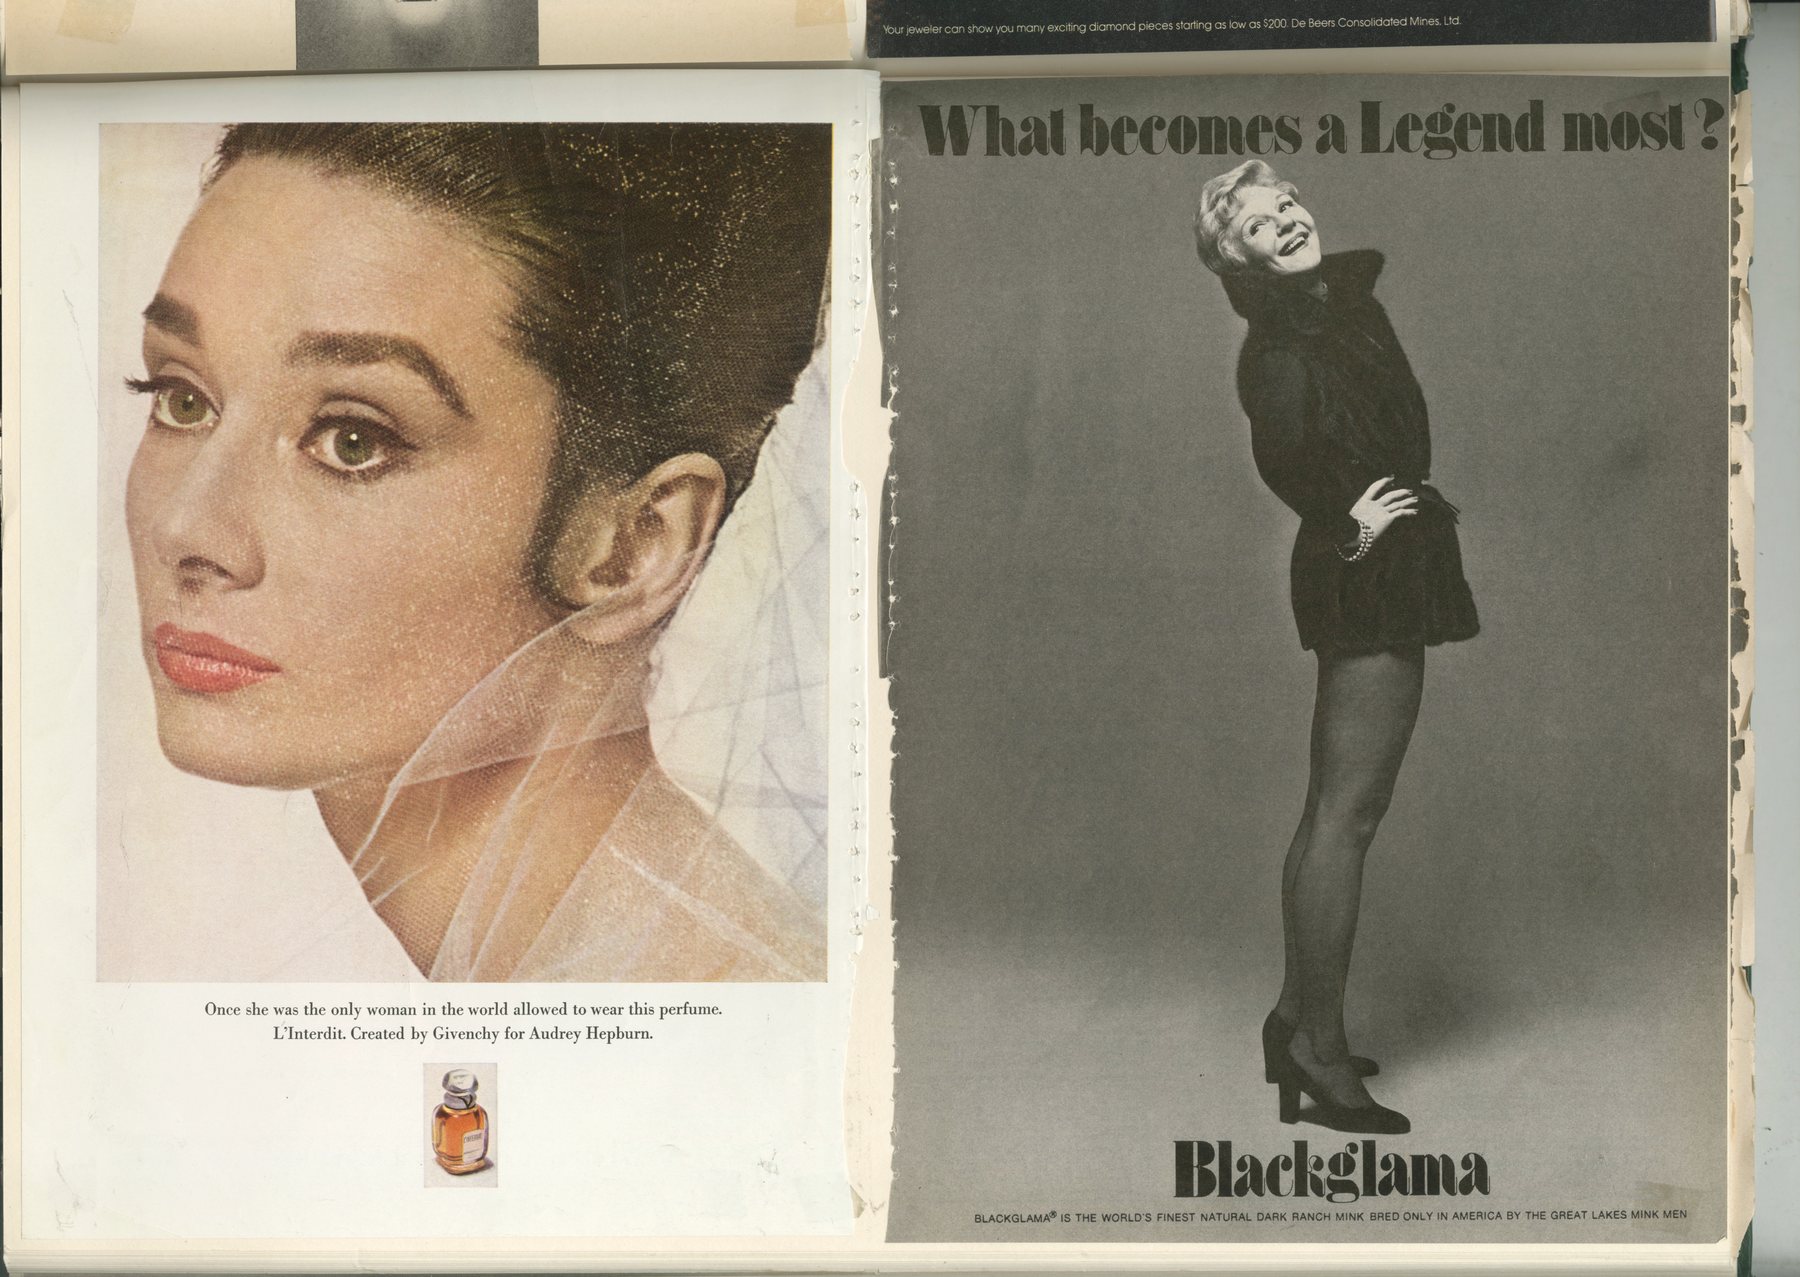 Your jeweler can show you many exciting diamond pieces starting as low as $200. De Beers Consolidated Mines, Ltd.
Once she was the only woman in the world allowed to wear this perfume.
L'Interdit. Created by Givenchy for Audrey Hepburn.
L'INTERDIT
What becomes a Legend most?
Blackglama
BLACKGLAMA® IS THE WORLD'S FINEST NATURAL DARK RANCH MINK BRED ONLY IN AMERICA BY THE GREAT LAKES MINK MEN